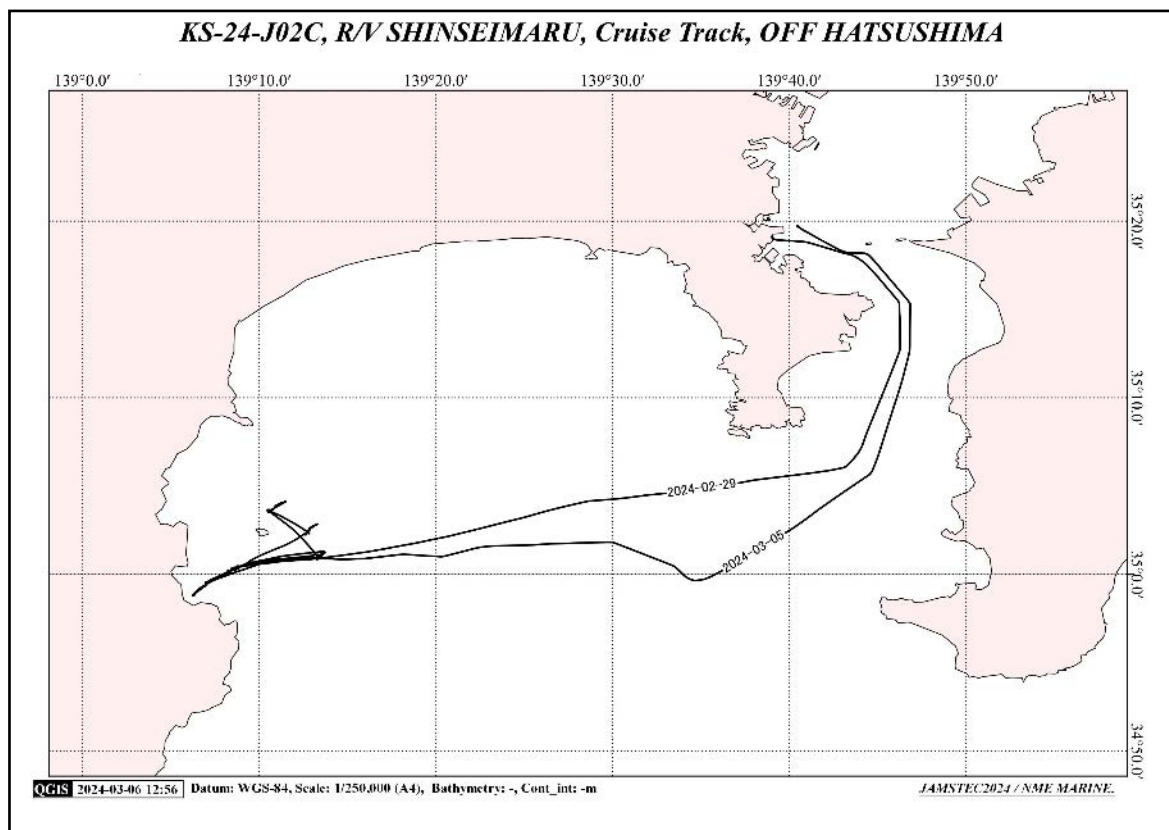 KS-24-J02C, R/V SHINSEIMARU, Cruise Track, OFF HATSUSHIMA
139°0.0' 139°10.0' 139°20.0' 139°30.0' 139°40.0' 139°50.0'
35°20.0'
35°10.0'
2024-02-29
2024-03-05
35°0.0'
34°50.0'
QGIS 2024-03-06 12:56 Datum: WGS-84, Scale: 1/250.000 (A4), Bathymetry: -, Cont_int: -m
JAMSTEC2024 / NME MARINE.